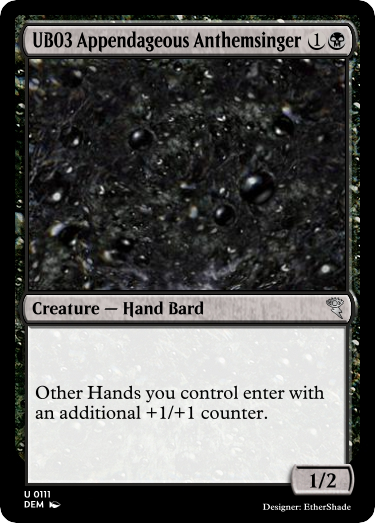 UB03 Appendageous Anthemsinger 1
Creature — Hand Bard
Other Hands you control enter with
an additional +1/+1 counter.
1/2
U 0111
DEM
Designer: EtherShade